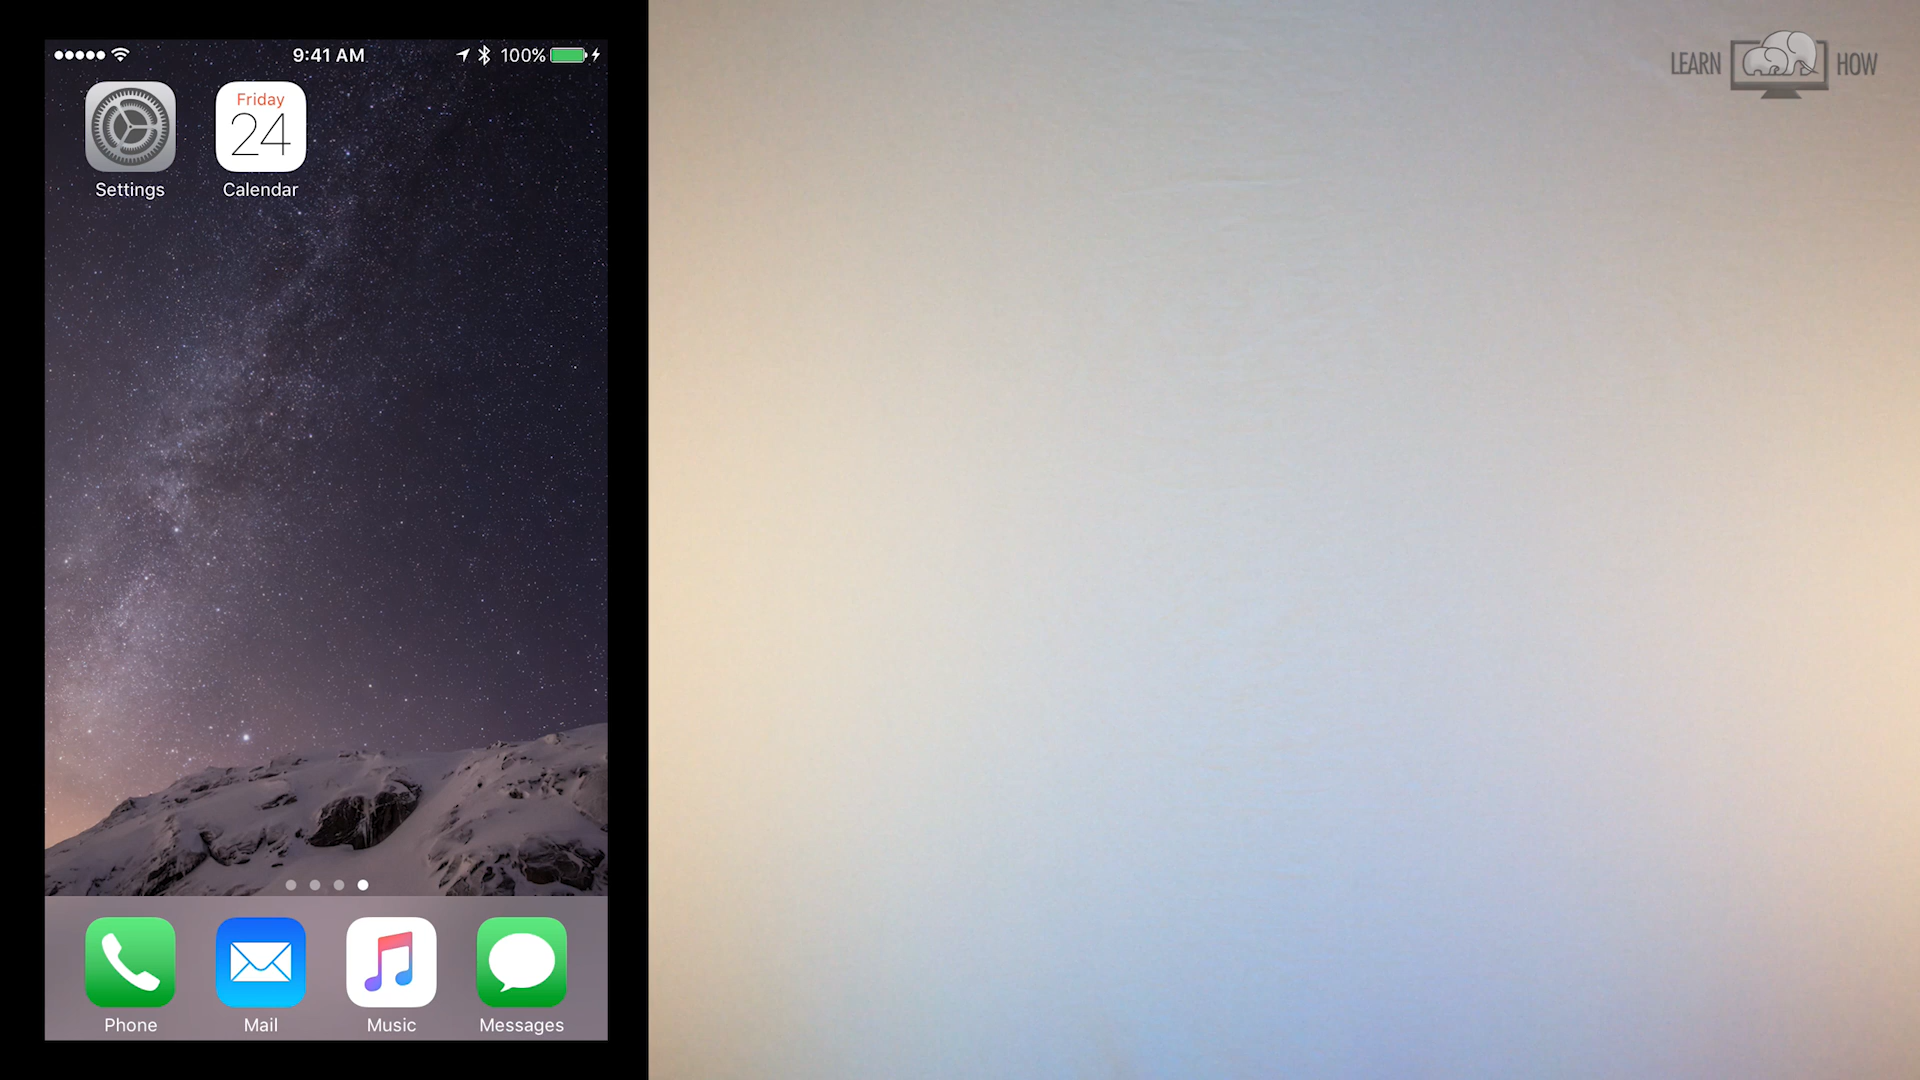 9:41 AM
100%
Friday
24
Settings
Calendar
Phone
Mail
Music
Messages
LEARN HOW